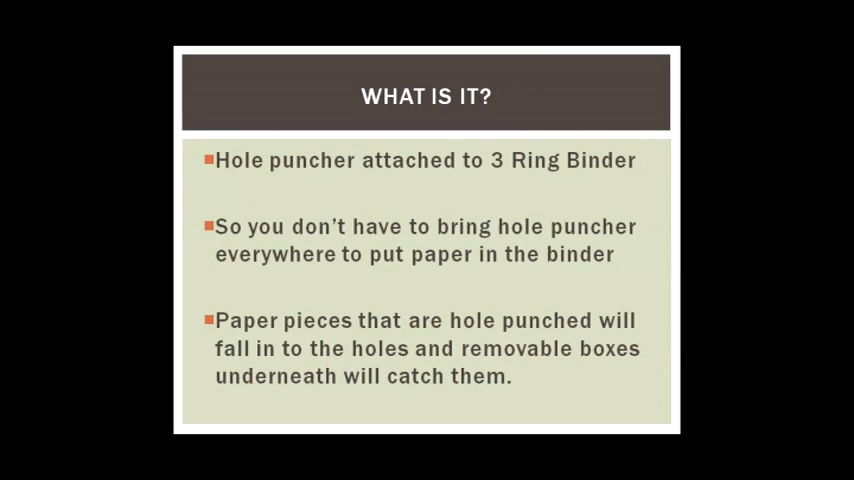 WHAT IS IT?
Hole puncher attached to 3 Ring Binder
So you don't have to bring hole puncher
everywhere to put paper in the binder
Paper pieces that are hole punched will
fall in to the holes and removable boxes
underneath will catch them.